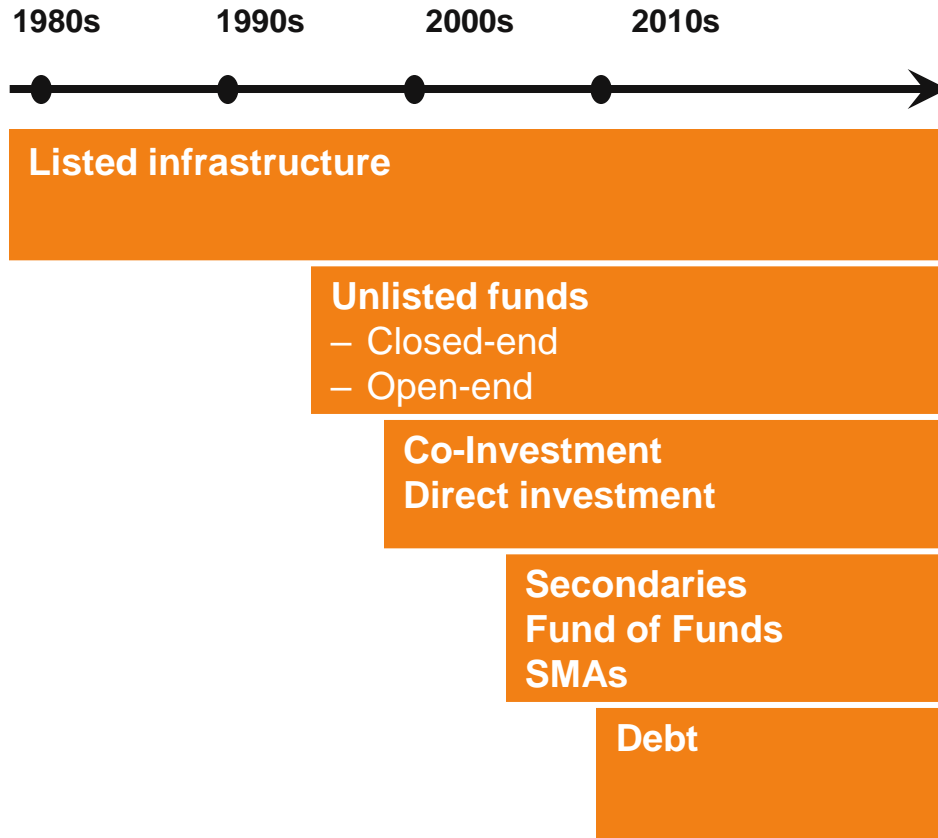 1980s 1990s 2000s 2010s
Listed infrastructure
Unlisted funds
– Closed-end
– Open-end
Co-Investment
Direct investment
Secondaries
Fund of Funds
SMAs
Debt